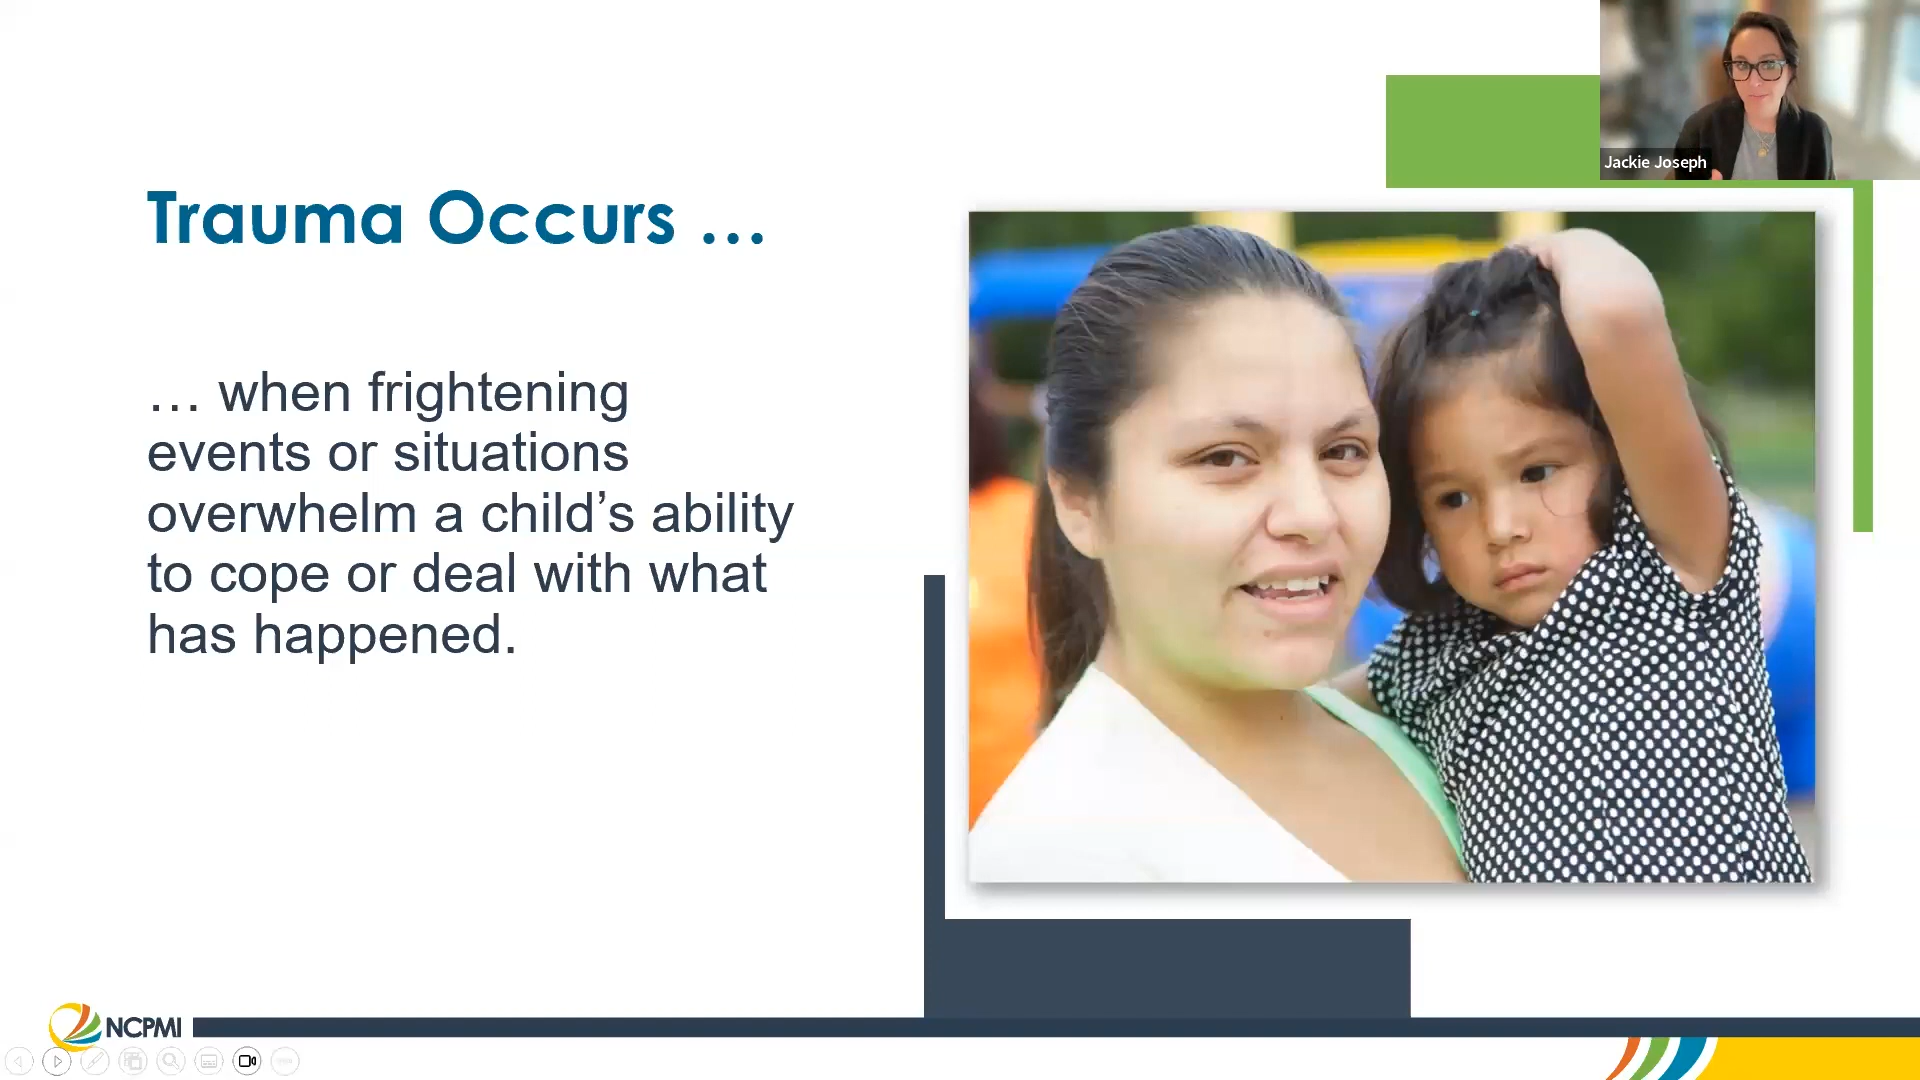 Jackie Joseph
Trauma Occurs …
… when frightening
events or situations
overwhelm a child’s ability
to cope or deal with what
has happened.
NCPMI